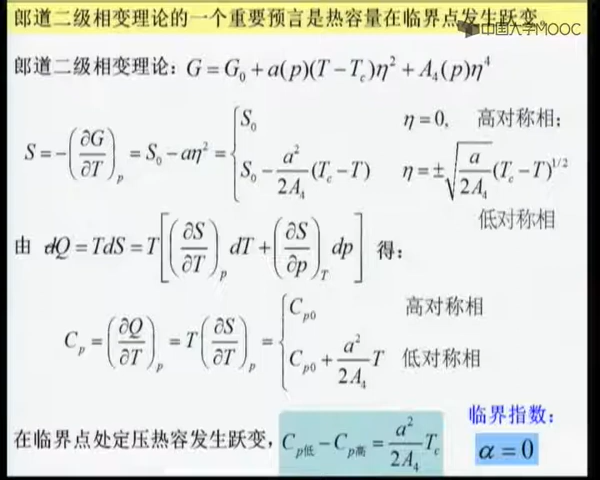 郎道二级相变理论的一个重要预言是热容量在临界点发生跃变。
中国大学MOOC
郎道二级相变理论: G = G₀ + a(p)(T − T_c)η² + A₄(p)η⁴
S = −(∂G/∂T)_p = S₀ − aη² = { S₀ η = 0, 高对称相;
S₀ − a²/2A₄ (T_c − T) η = ±√(a/2A₄) (T_c − T)^{1/2}
低对称相
由 đQ = TdS = T[(∂S/∂T)_p dT + (∂S/∂p)_T dp] 得:
C_p = (∂Q/∂T)_p = T(∂S/∂T)_p = { C_{p0} 高对称相
C_{p0} + a²/2A₄ T 低对称相
在临界点处定压热容发生跃变, C_{p低} − C_{p高} = a²/2A₄ T_c
临界指数:
α = 0